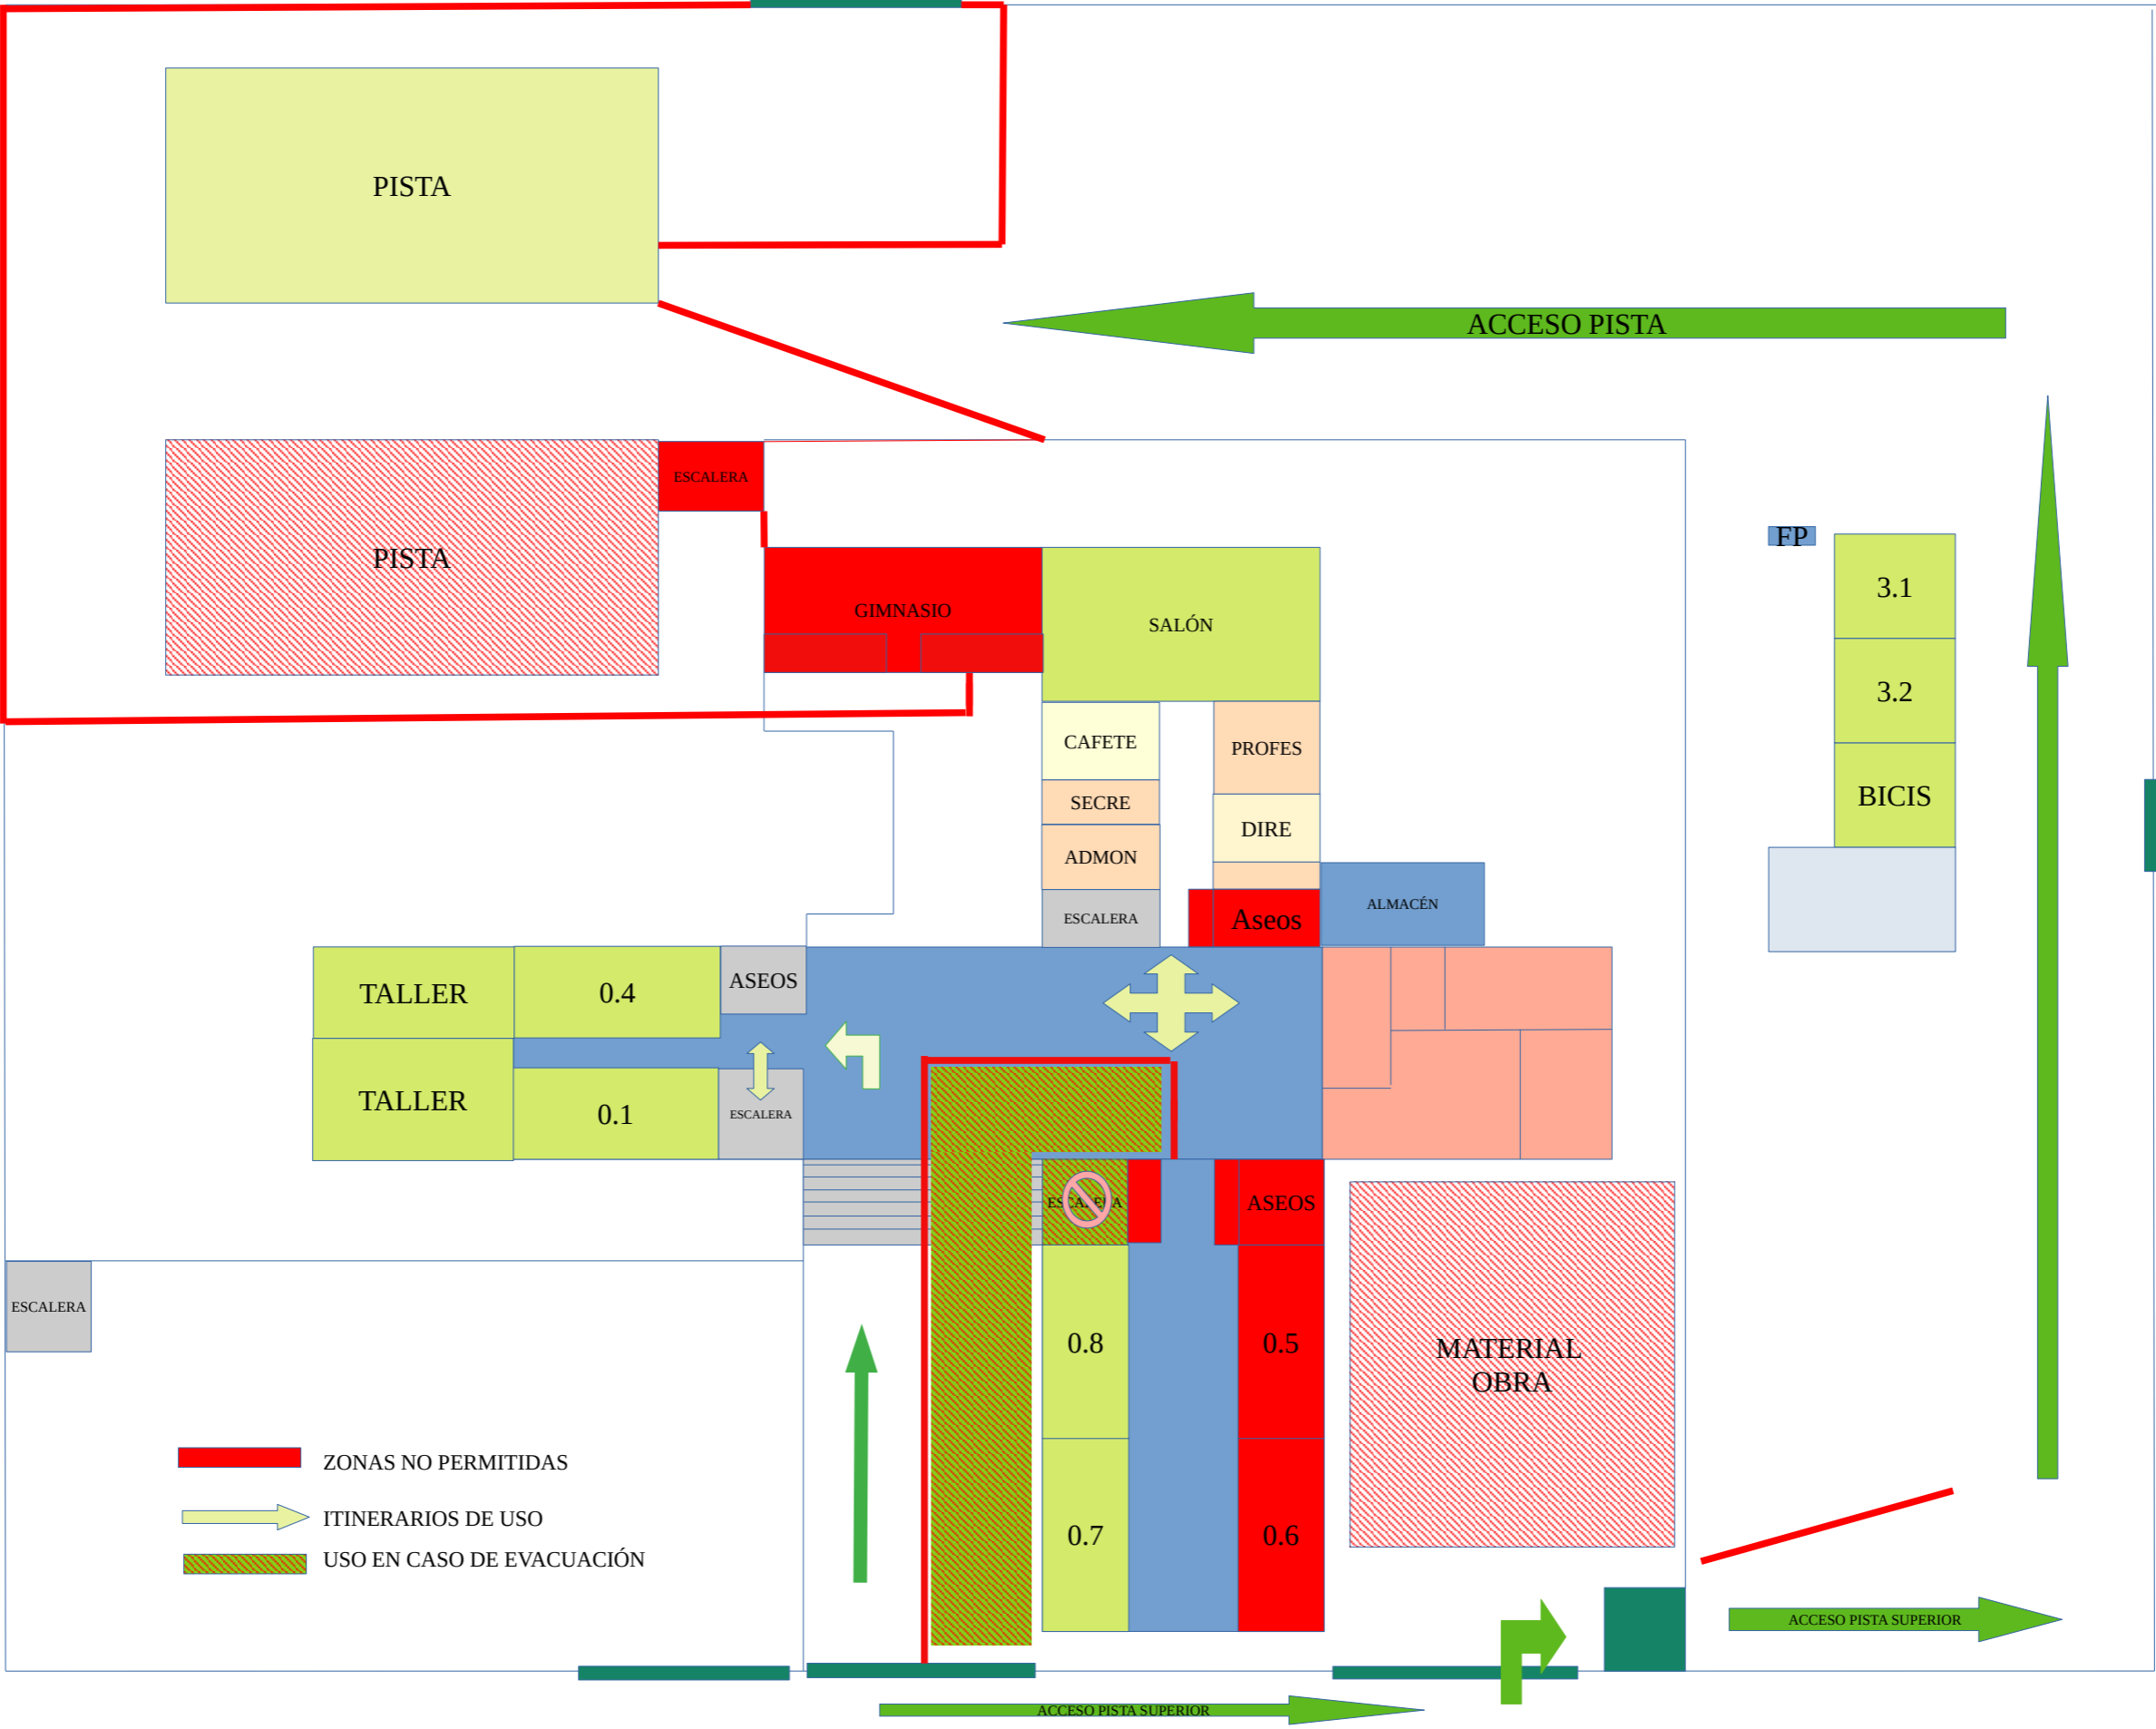 PISTA
ACCESO PISTA
ESCALERA
PISTA
FP
3.1
GIMNASIO
SALÓN
3.2
CAFETE
PROFES
BICIS
SECRE
DIRE
ADMON
ALMACÉN
ESCALERA
Aseos
TALLER
0.4
ASEOS
TALLER
0.1
ESCALERA
ESCALERA
ASEOS
ESCALERA
0.8
0.5
MATERIAL
OBRA
ZONAS NO PERMITIDAS
ITINERARIOS DE USO
USO EN CASO DE EVACUACIÓN
0.7
0.6
ACCESO PISTA SUPERIOR
ACCESO PISTA SUPERIOR